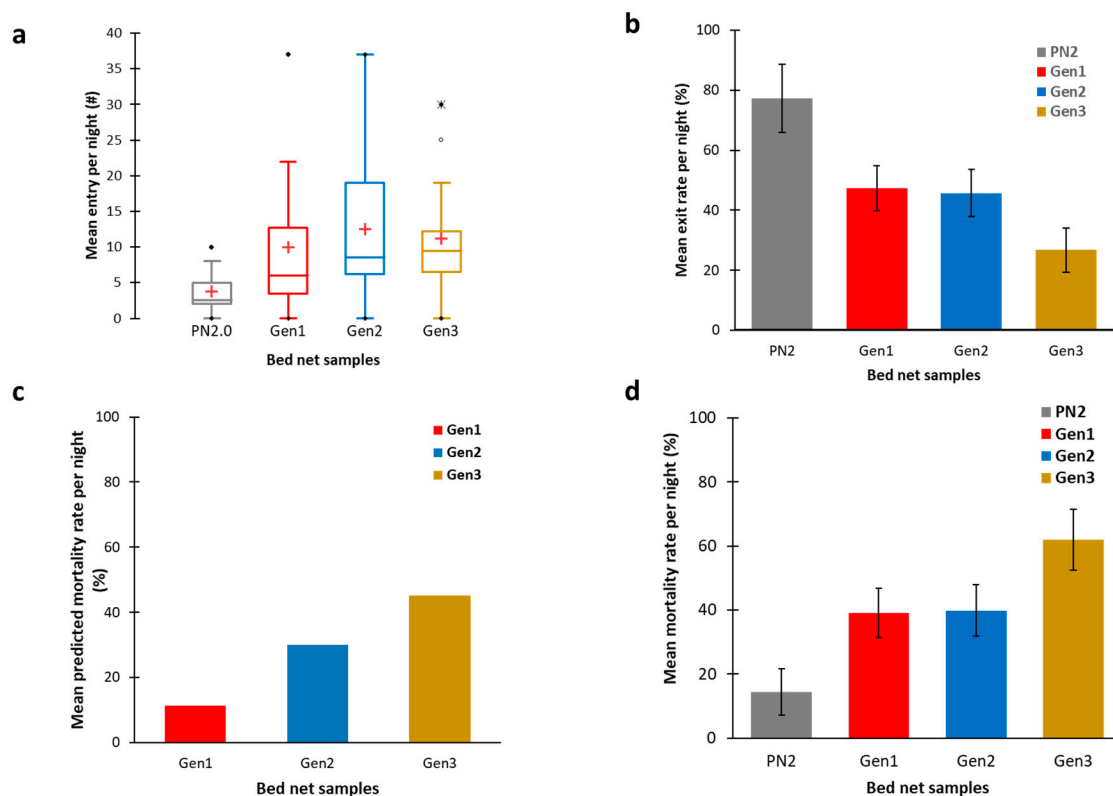 a
Mean entry per night (#)
40
35
30
25
20
15
10
5
0
PN2.0 Gen1 Gen2 Gen3
Bed net samples
b
Mean exit rate per night (%)
100
80
60
40
20
0
PN2
Gen1
Gen2
Gen3
PN2 Gen1 Gen2 Gen3
Bed net samples
c
Mean predicted mortality rate per night
(%)
100
80
60
40
20
0
Gen1
Gen2
Gen3
Gen1 Gen2 Gen3
Bed net samples
d
Mean mortality rate per night (%)
100
80
60
40
20
0
PN2
Gen1
Gen2
Gen3
PN2 Gen1 Gen2 Gen3
Bed net samples